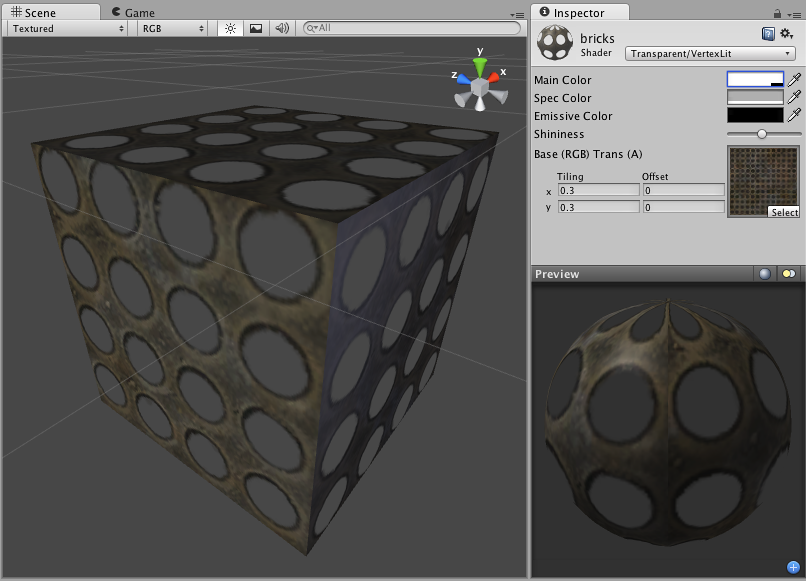 Scene
Game
Textured
RGB
All
y
x
z
Inspector
bricks
Shader
Transparent/VertexLit
Main Color
Spec Color
Emissive Color
Shininess
Base (RGB) Trans (A)
Tiling Offset
x 0.3 0
y 0.3 0
Select
Preview